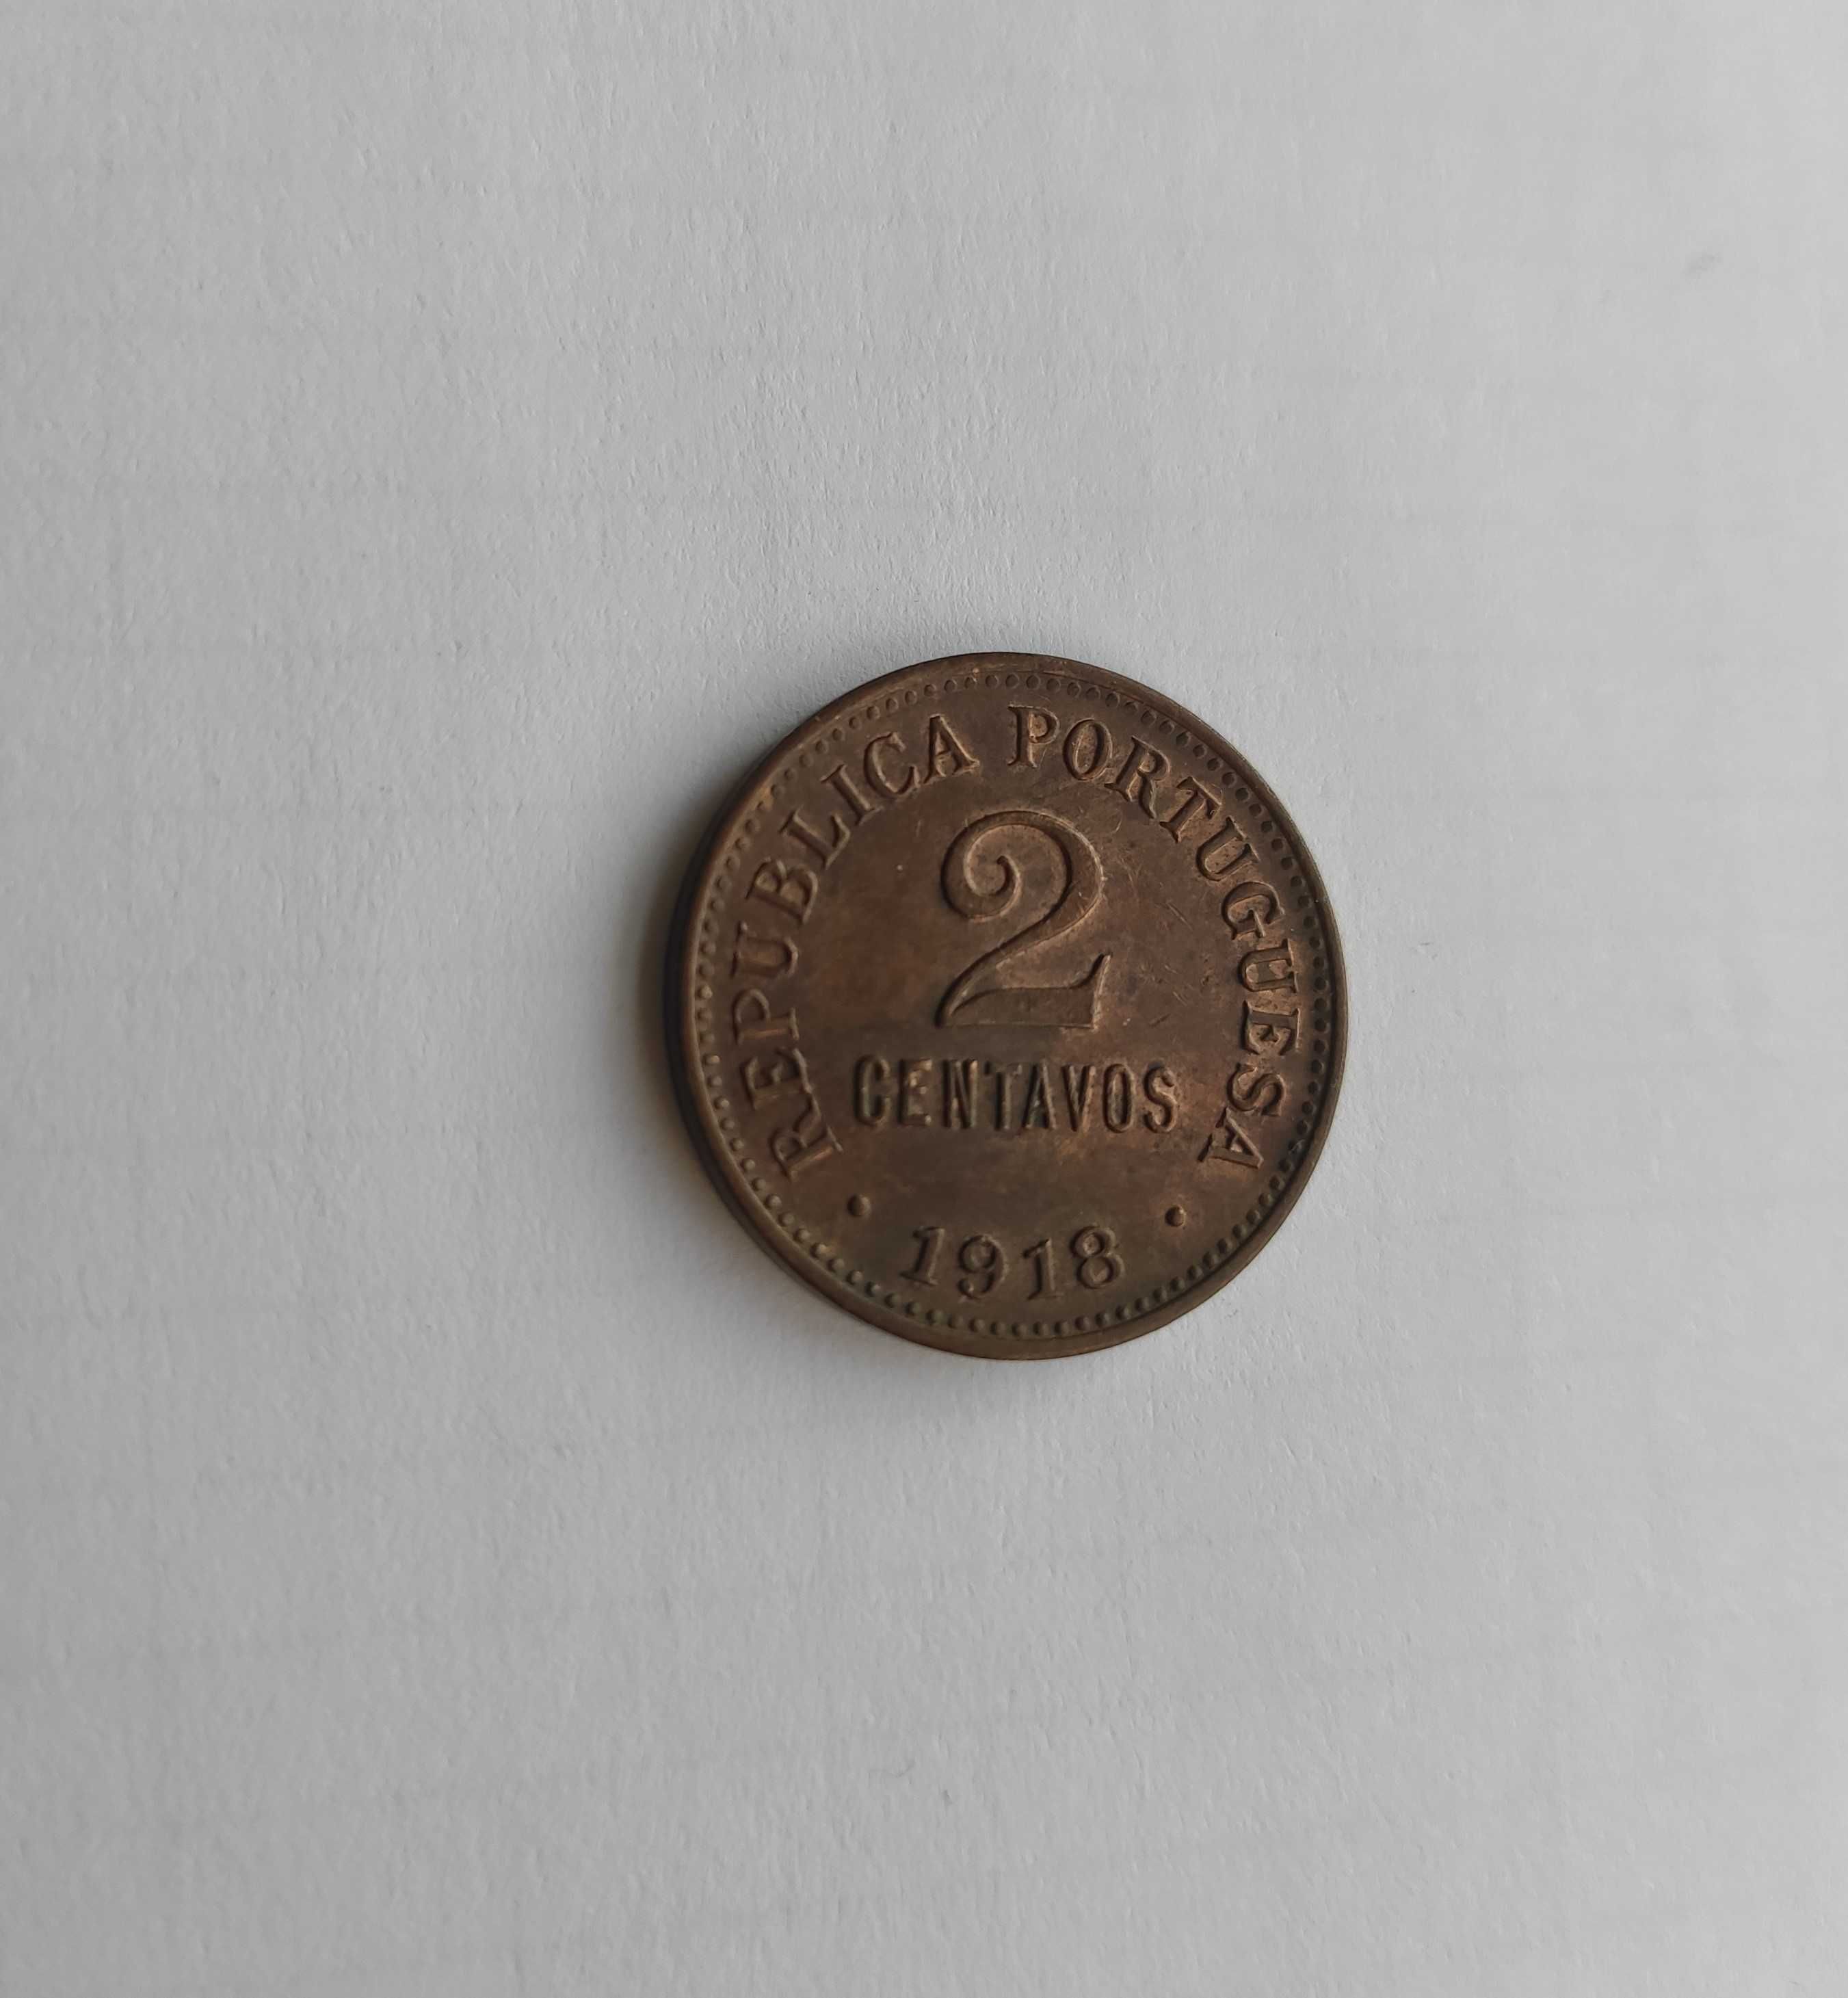 REPUBLICA PORTUGUESA
2
CENTAVOS
• 1918 •